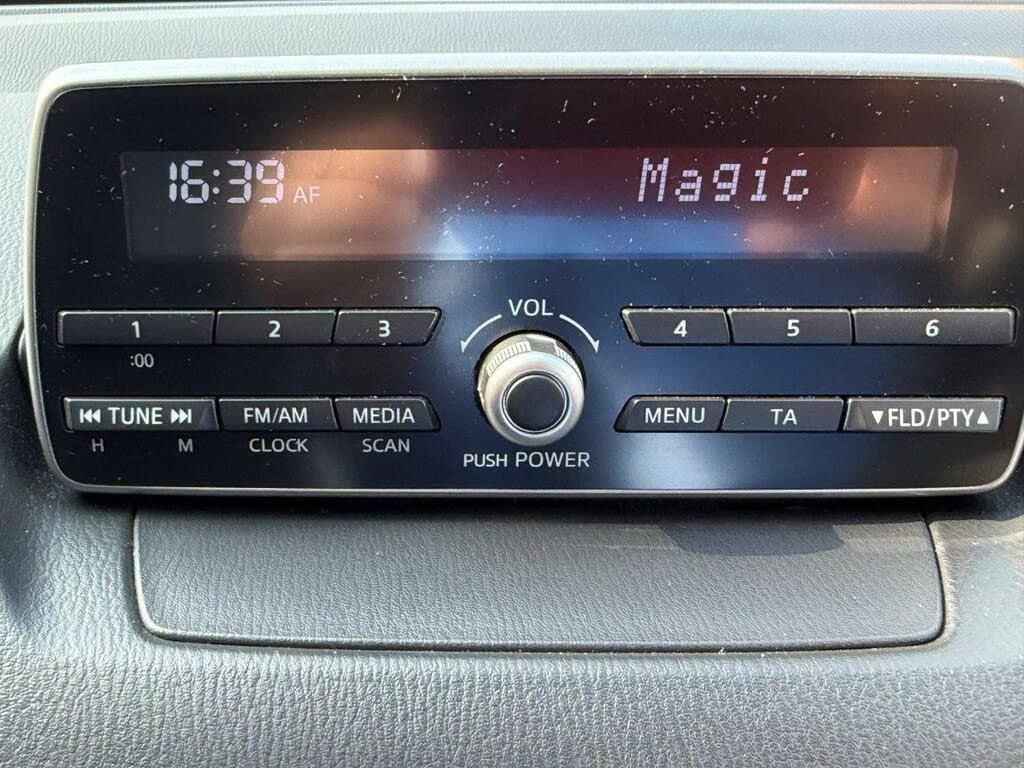 16:39 AF Magic
VOL
1 2 3 4 5 6
:00
⏮ TUNE ⏭ FM/AM MEDIA MENU TA ▼FLD/PTY▲
H M CLOCK SCAN
PUSH POWER